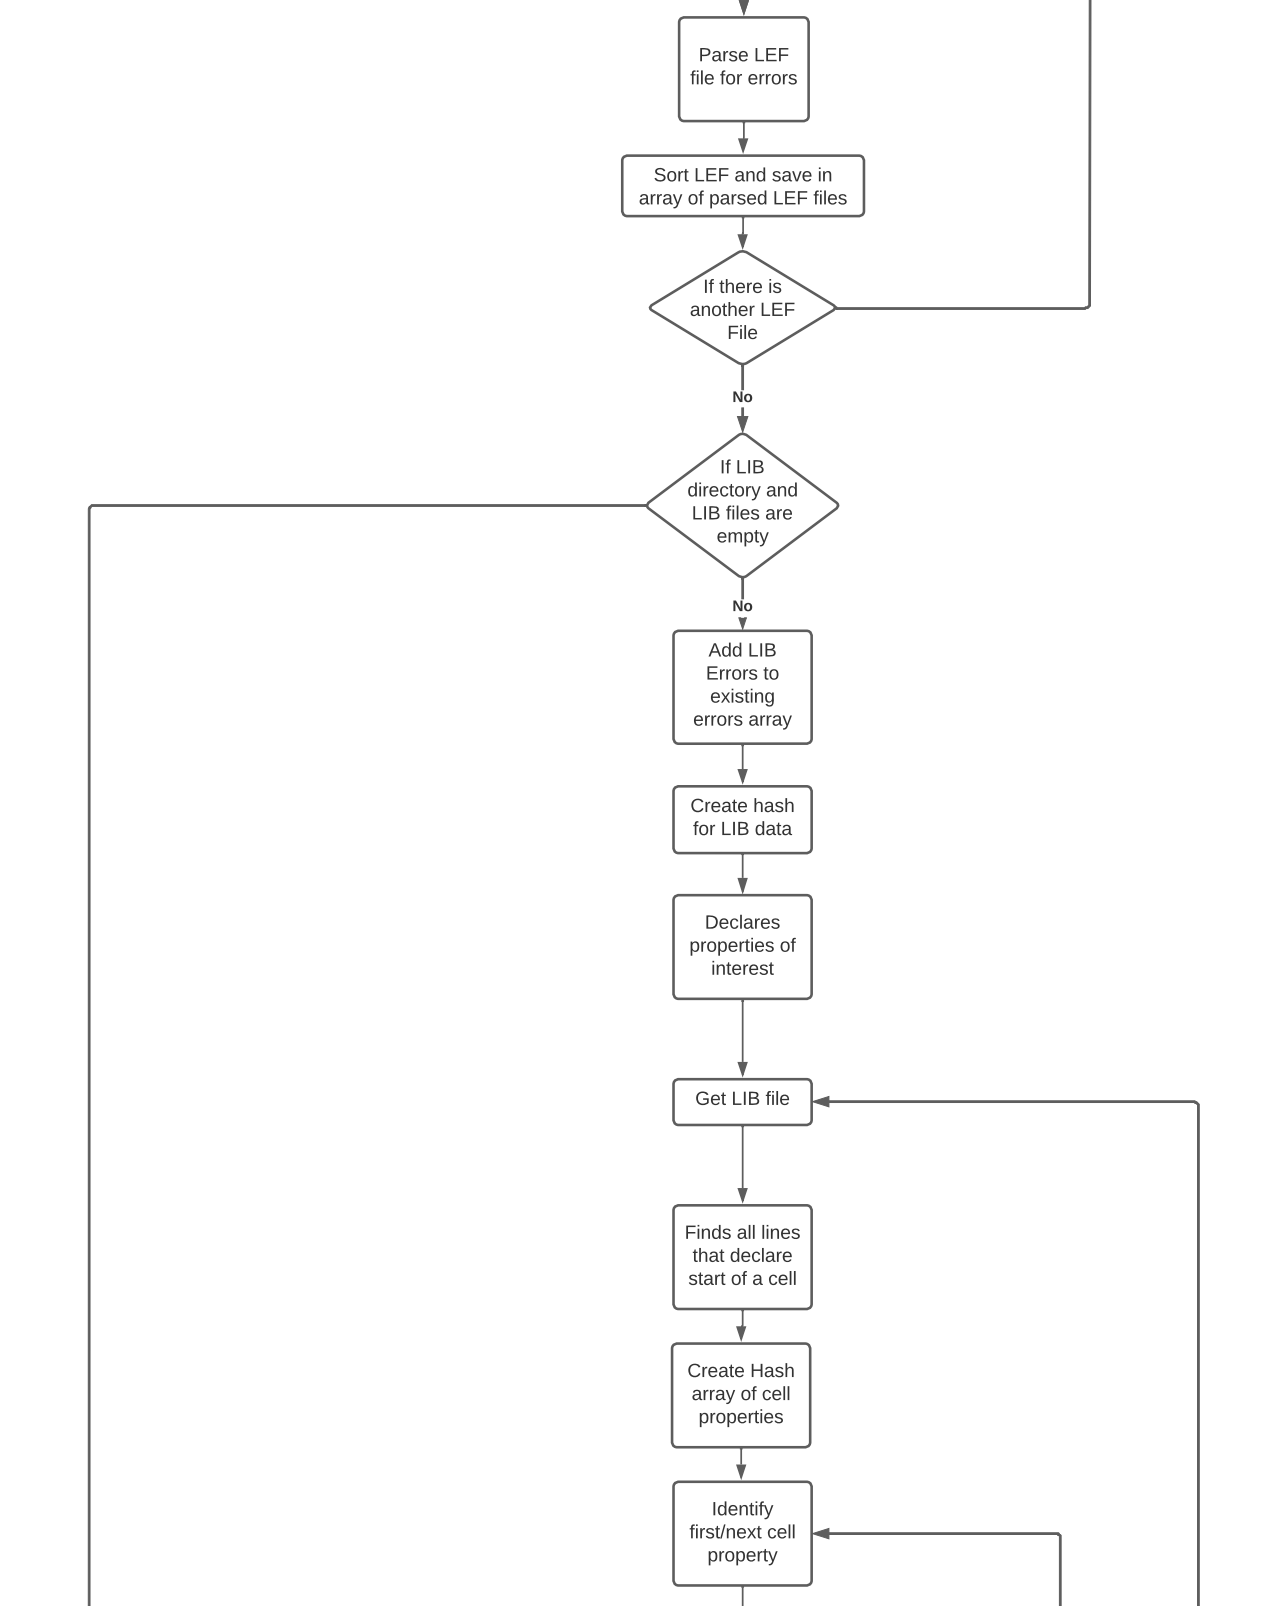 Parse LEF
file for errors
Sort LEF and save in
array of parsed LEF files
If there is
another LEF
File
No
If LIB
directory and
LIB files are
empty
No
Add LIB
Errors to
existing
errors array
Create hash
for LIB data
Declares
properties of
interest
Get LIB file
Finds all lines
that declare
start of a cell
Create Hash
array of cell
properties
Identify
first/next cell
property